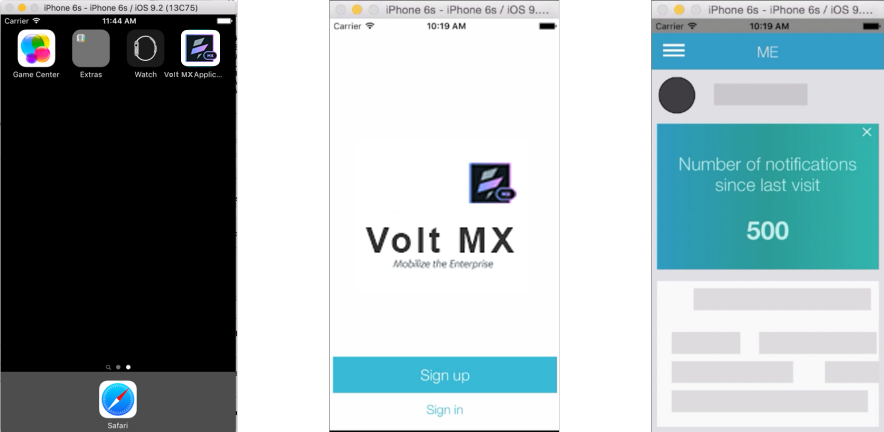 iPhone 6s - iPhone 6s / iOS 9.2 (13C75)
Carrier 11:44 AM
Game Center Extras Watch Volt MX Applic...
Safari
iPhone 6s - iPhone 6s / iOS 9....
Carrier 10:19 AM
MX
Volt MX
Mobilize the Enterprise
Sign up
Sign in
iPhone 6s - iPhone 6s / iOS 9....
Carrier 10:19 AM
ME
Number of notifications
since last visit
500